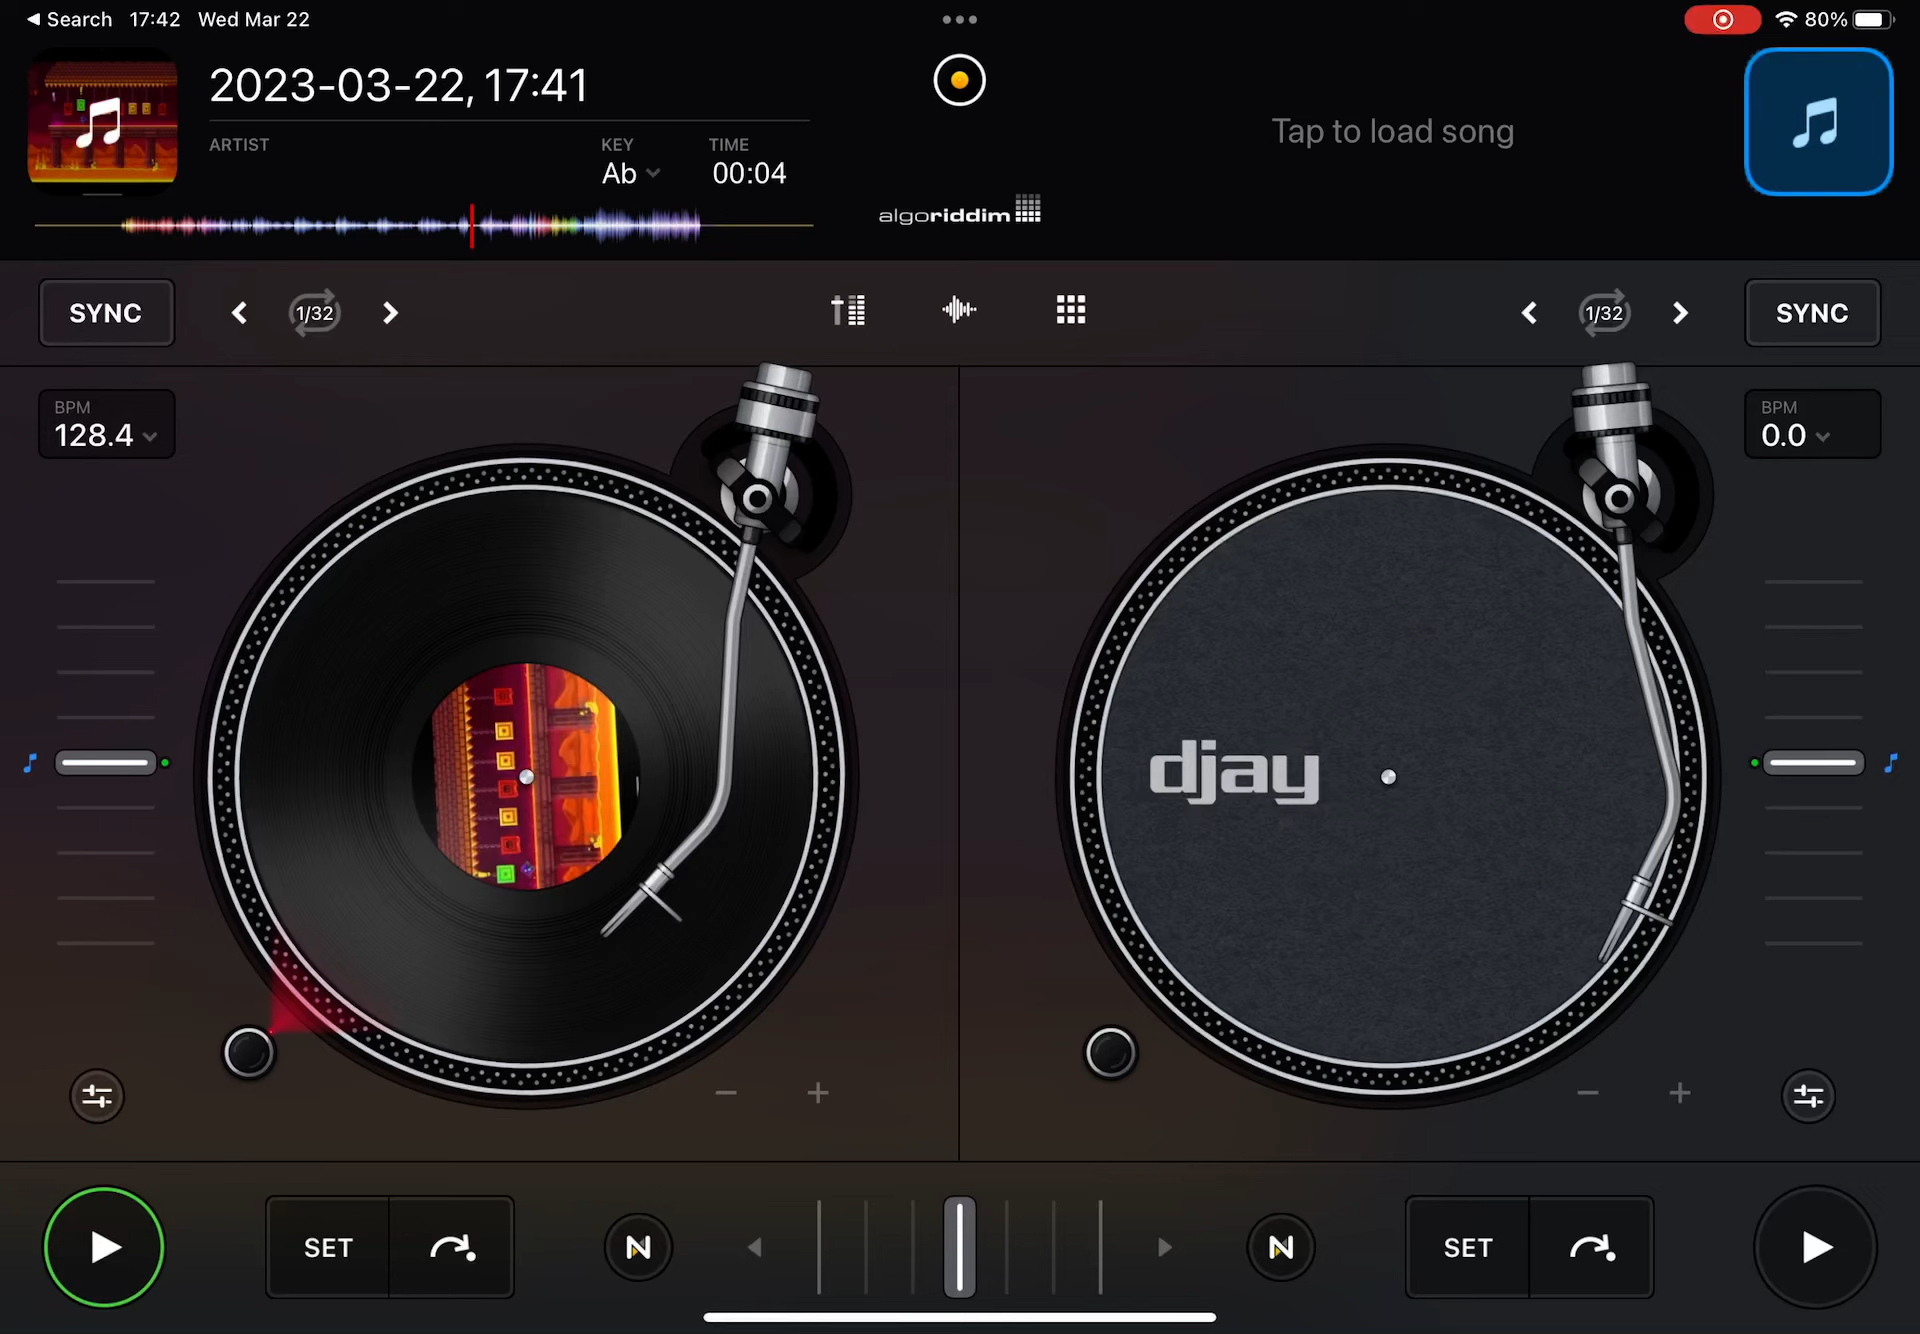 Search 17:42 Wed Mar 22
80%
2023-03-22, 17:41
ARTIST
KEY
Ab
TIME
00:04
algoriddim
Tap to load song
SYNC
1/32
1/32
SYNC
BPM
128.4
BPM
0.0
djay
SET
N
N
SET